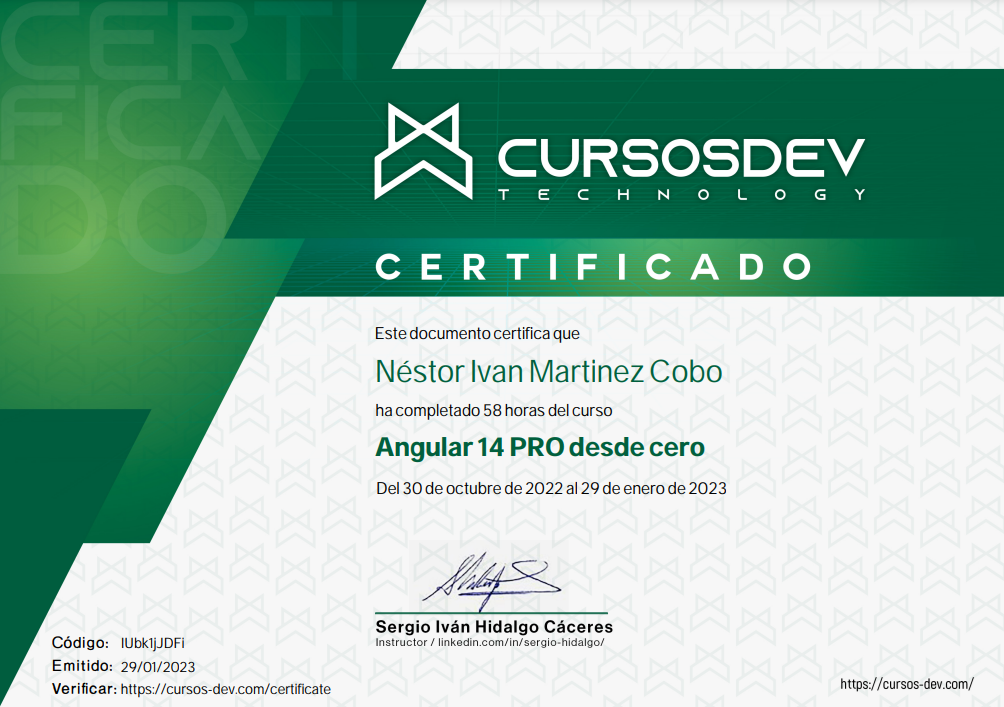 CERTI
FICA
DO
CURSOSDEV
TECHNOLOGY
CERTIFICADO
Este documento certifica que
Néstor Ivan Martinez Cobo
ha completado 58 horas del curso
Angular 14 PRO desde cero
Del 30 de octubre de 2022 al 29 de enero de 2023
Sergio Iván Hidalgo Cáceres
Instructor / linkedin.com/in/sergio-hidalgo/
Código: IUbk1jJDFi
Emitido: 29/01/2023
Verificar: https://cursos-dev.com/certificate
https://cursos-dev.com/